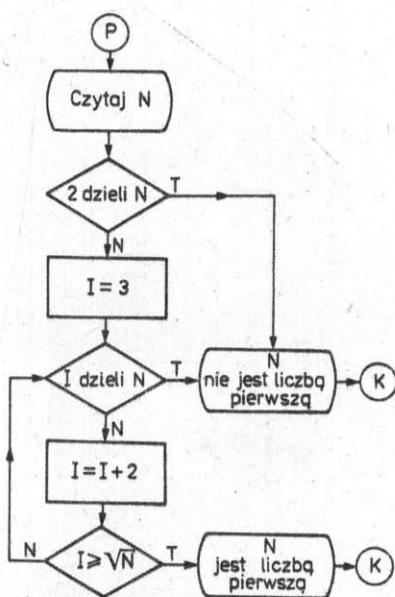 P
Czytaj N
2 dzieli N
T
N
I = 3
I dzieli N
T
N
nie jest liczbą
pierwszą
K
N
I = I + 2
N
I ⩾ √N
T
N
jest liczbą
pierwszą
K